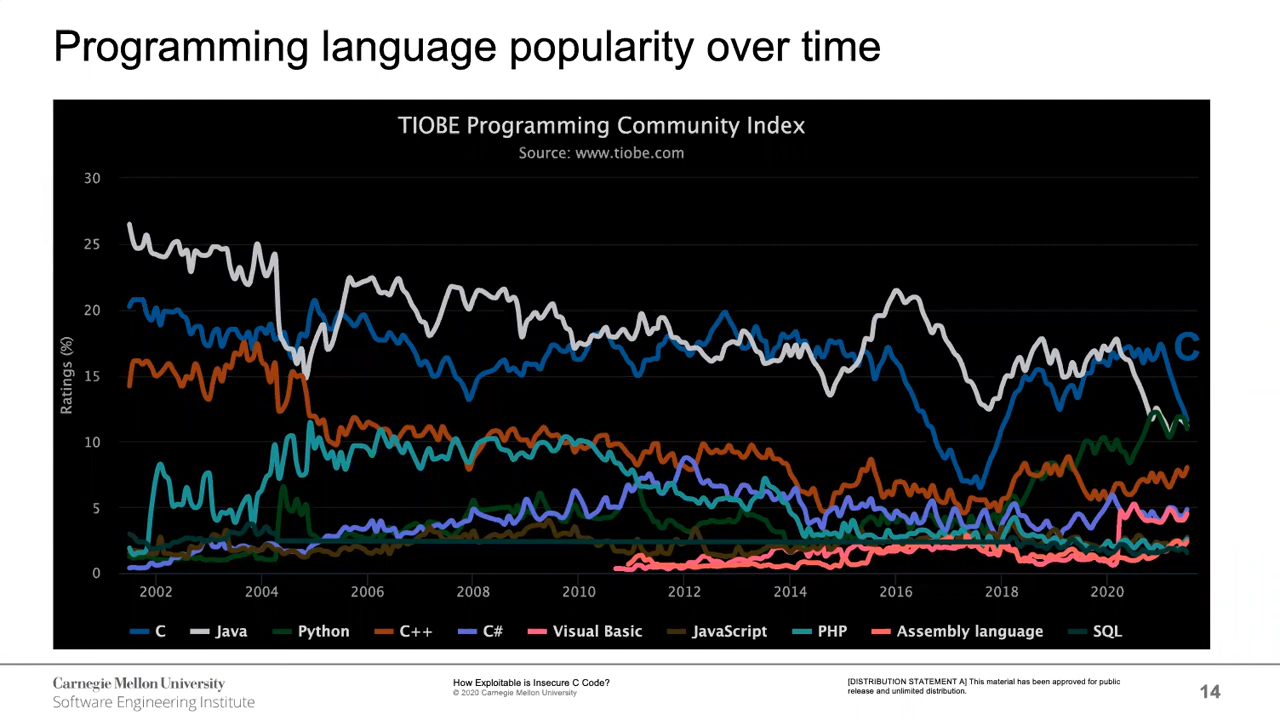 Programming language popularity over time
TIOBE Programming Community Index
Source: www.tiobe.com
Ratings (%)
30
25
20
15
10
5
0
C
2002 2004 2006 2008 2010 2012 2014 2016 2018 2020
C Java Python C++ C# Visual Basic JavaScript PHP Assembly language SQL
Carnegie Mellon University
Software Engineering Institute
How Exploitable is Insecure C Code?
© 2020 Carnegie Mellon University
[DISTRIBUTION STATEMENT A] This material has been approved for public
release and unlimited distribution.
14